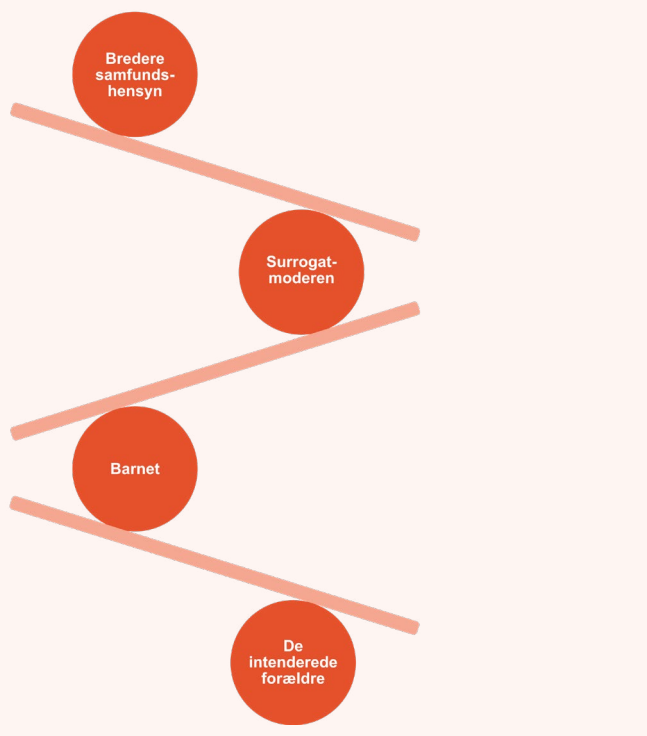 Bredere
samfunds-
hensyn
Surrogat-
moderen
Barnet
De
intenderede
forældre